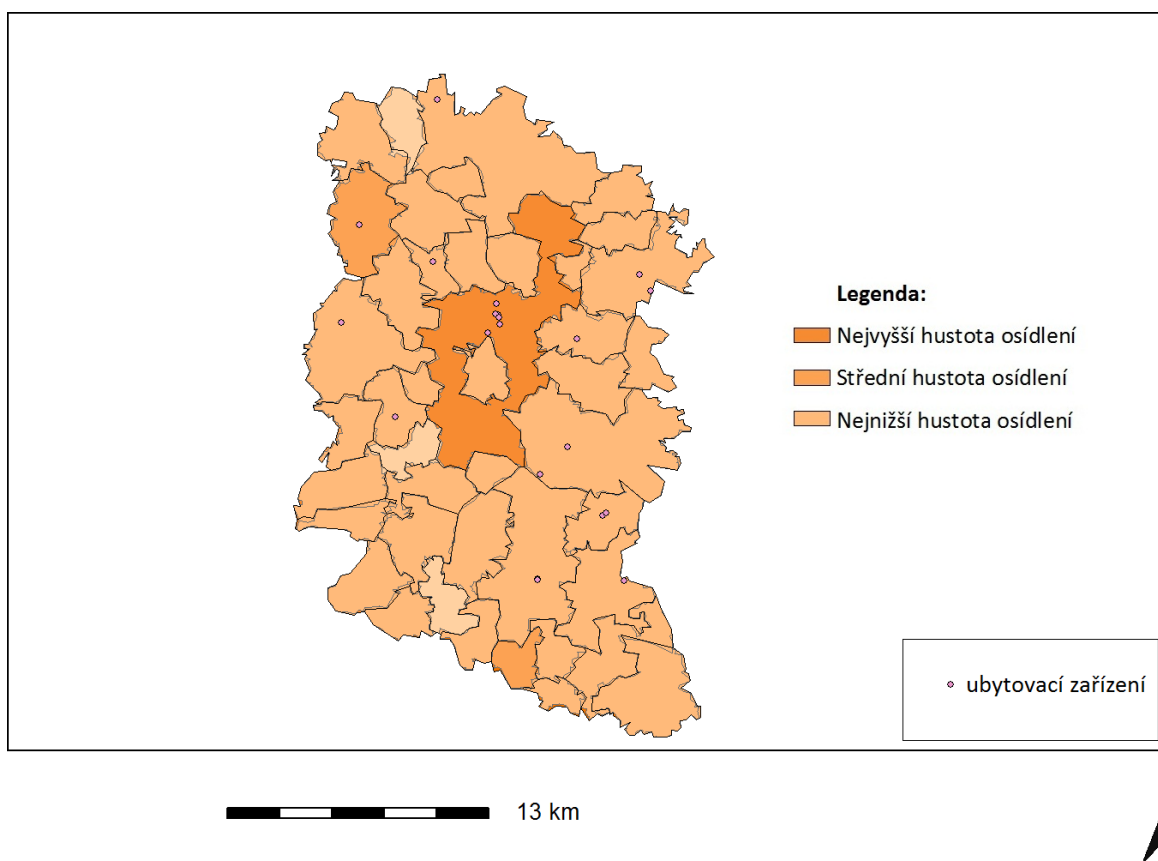 Legenda:
Nejvyšší hustota osídlení
Střední hustota osídlení
Nejnižší hustota osídlení
ubytovací zařízení
13 km